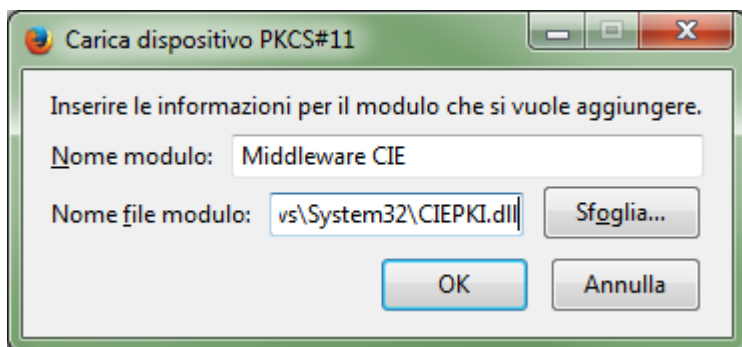 Carica dispositivo PKCS#11
Inserire le informazioni per il modulo che si vuole aggiungere.
Nome modulo: Middleware CIE
Nome file modulo: vs\System32\CIEPKI.dll Sfoglia...
OK Annulla